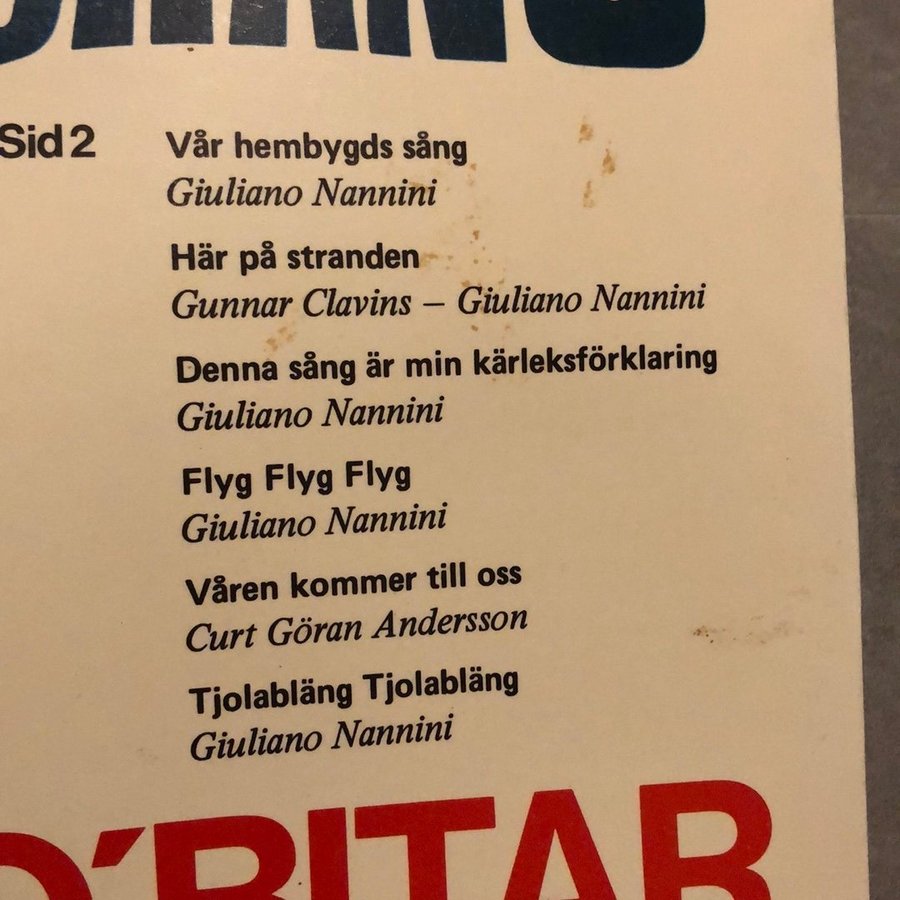 Sid 2
Vår hembygds sång
Giuliano Nannini
Här på stranden
Gunnar Clavins – Giuliano Nannini
Denna sång är min kärleksförklaring
Giuliano Nannini
Flyg Flyg Flyg
Giuliano Nannini
Våren kommer till oss
Curt Göran Andersson
Tjolabläng Tjolabläng
Giuliano Nannini
D´BITAR